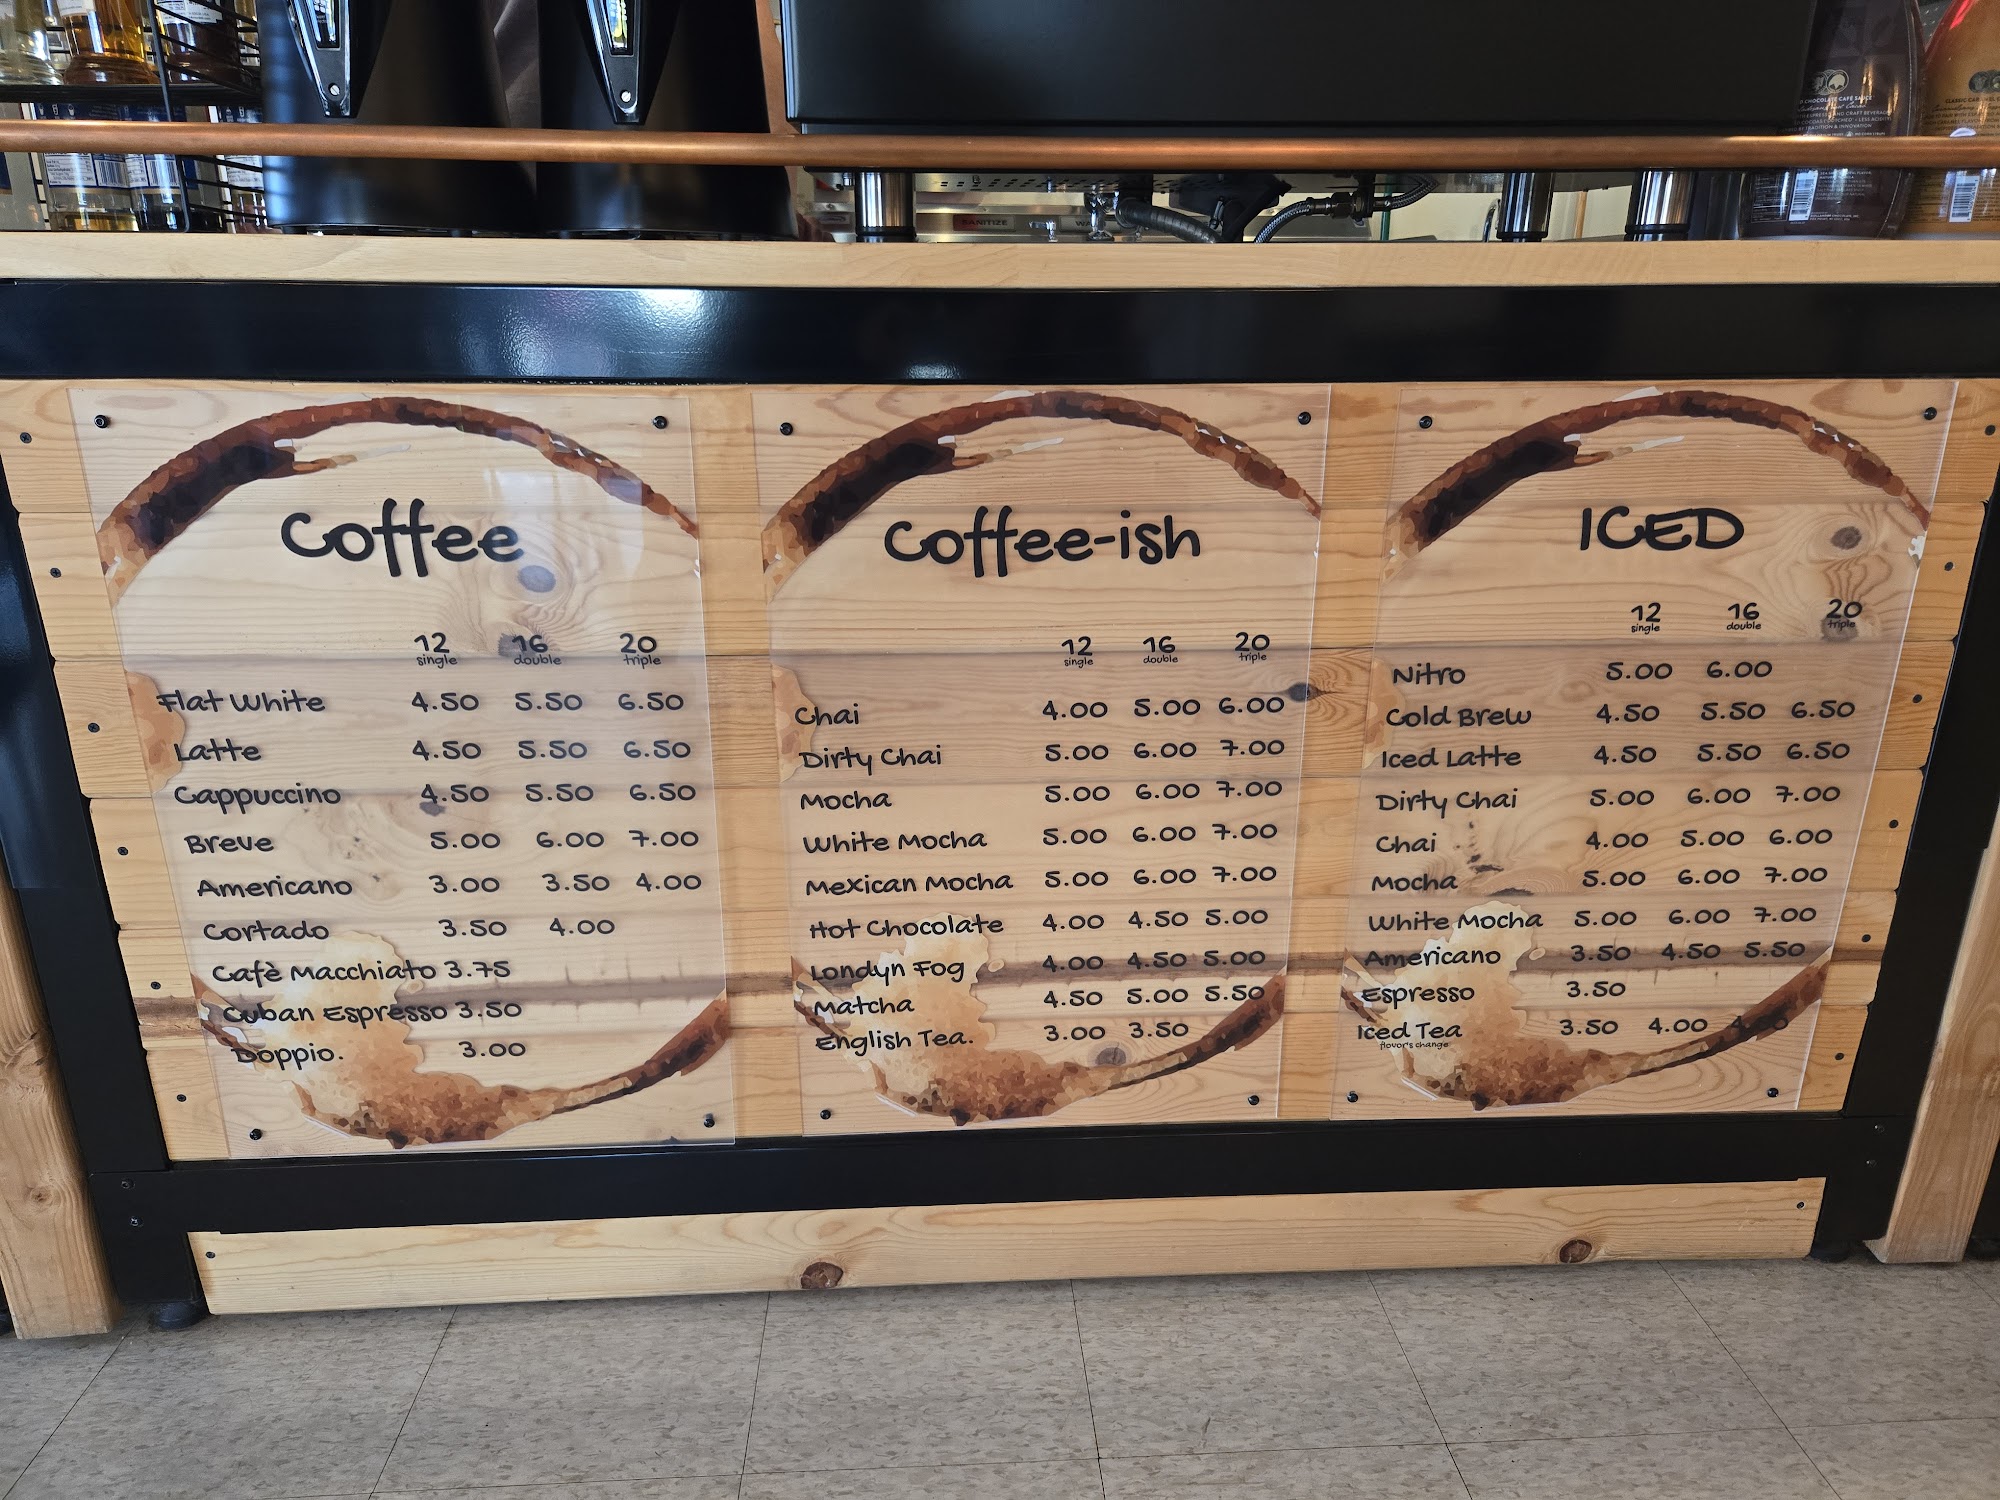 SANITIZE
CHOCOLATE CAFÉ SAUCE
Coffee
12 16 20
single double triple
Flat White 4.50 5.50 6.50
Latte 4.50 5.50 6.50
Cappuccino 4.50 5.50 6.50
Breve 5.00 6.00 7.00
Americano 3.00 3.50 4.00
Cortado 3.50 4.00
Cafè Macchiato 3.75
Cuban Espresso 3.50
Doppio. 3.00
Coffee-ish
12 16 20
single double triple
Chai 4.00 5.00 6.00
Dirty Chai 5.00 6.00 7.00
Mocha 5.00 6.00 7.00
White Mocha 5.00 6.00 7.00
Mexican Mocha 5.00 6.00 7.00
Hot Chocolate 4.00 4.50 5.00
Londyn Fog 4.00 4.50 5.00
Matcha 4.50 5.00 5.50
English Tea. 3.00 3.50
ICED
12 16 20
single double triple
Nitro 5.00 6.00
Cold Brew 4.50 5.50 6.50
Iced Latte 4.50 5.50 6.50
Dirty Chai 5.00 6.00 7.00
Chai 4.00 5.00 6.00
Mocha 5.00 6.00 7.00
White Mocha 5.00 6.00 7.00
Americano 3.50 4.50 5.50
Espresso 3.50
Iced Tea 3.50 4.00
flavor's change